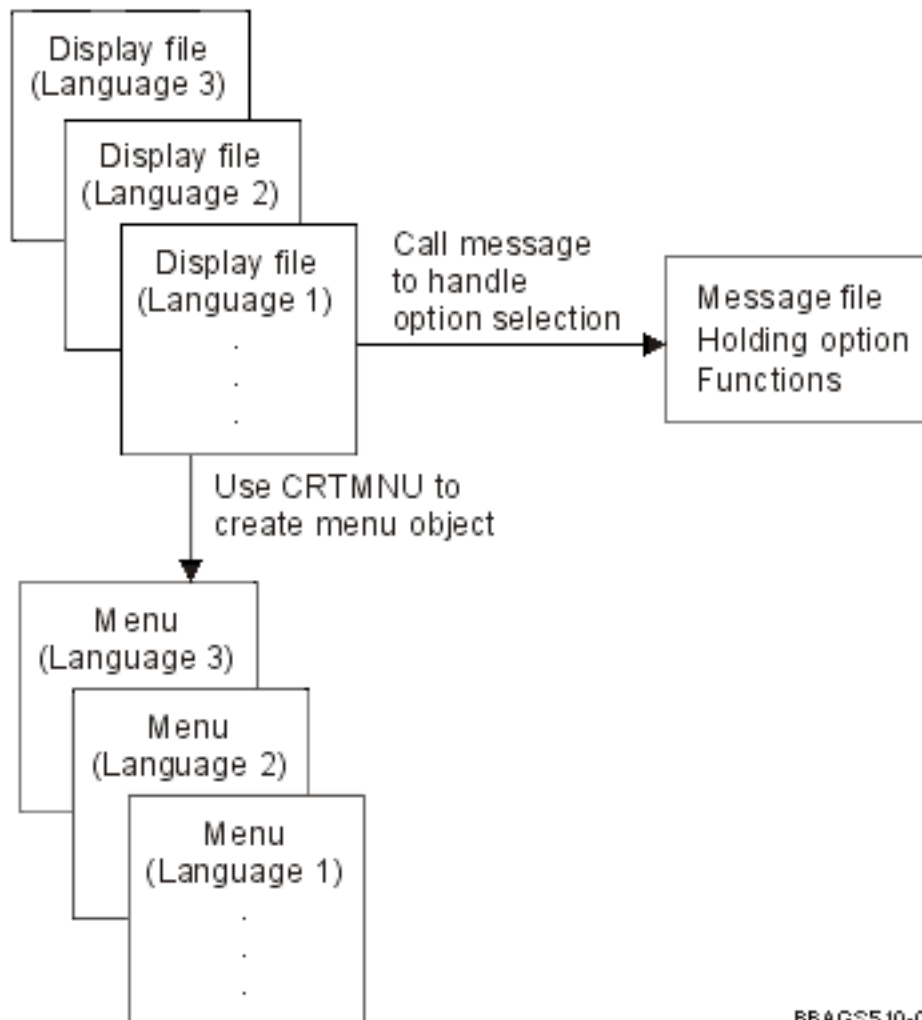 Display file
(Language 3)
Display file
(Language 2)
Display file
(Language 1)
.
.
.
Call message
to handle
option selection
Message file
Holding option
Functions
Use CRTMNU to
create menu object
Menu
(Language 3)
Menu
(Language 2)
Menu
(Language 1)
.
.
.